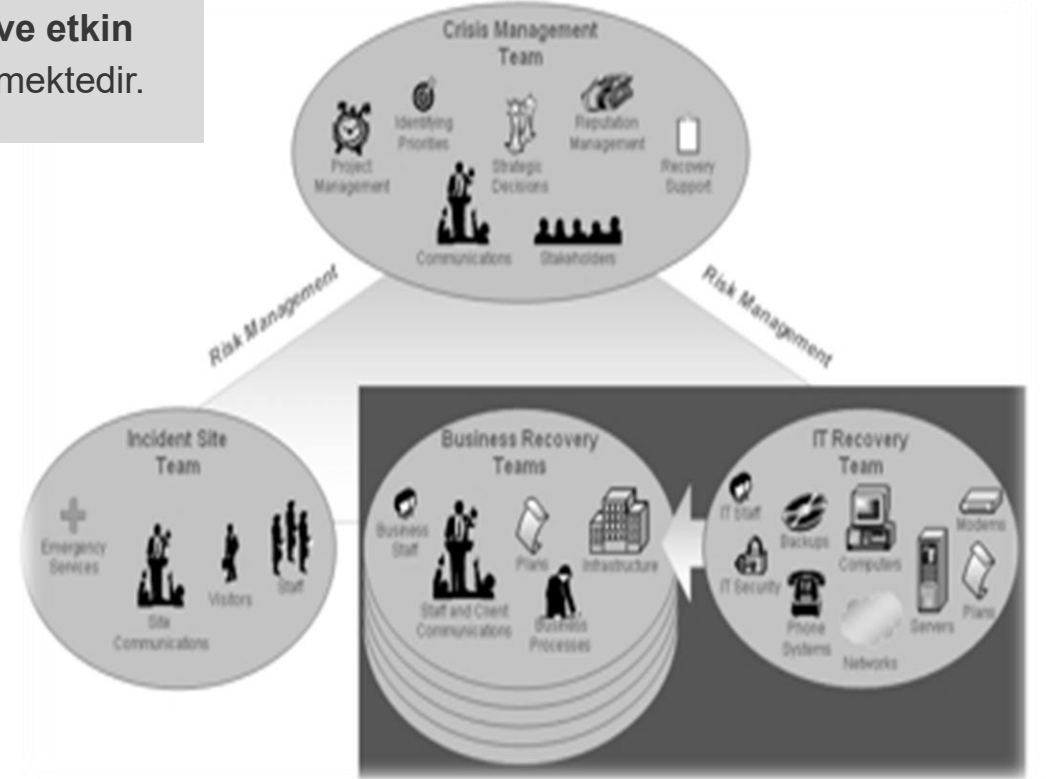 ve etkin
mektedir.
Crisis Management
Team
Identifying
Priorities
Reputation
Management
Project
Management
Strategic
Decisions
Recovery
Support
Communications
Stakeholders
Risk Management
Risk Management
Incident Site
Team
Emergency
Services
Visitors
Staff
Site
Communications
Business Recovery
Teams
Business
Staff
Plans
Infrastructure
Staff and Client
Communications
Business
Processes
IT Recovery
Team
IT Staff
Backups
Modems
Computers
IT Security
Plans
Servers
Phone
Systems
Networks